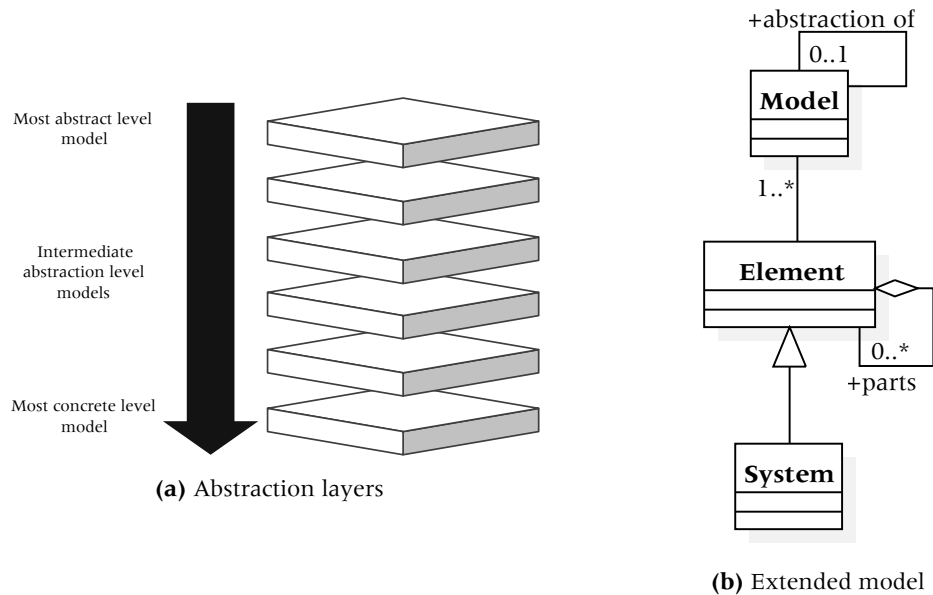 Most abstract level
model
Intermediate
abstraction level
models
Most concrete level
model
(a) Abstraction layers
+abstraction of
0..1
Model
1..*
Element
0..*
+parts
System
(b) Extended model